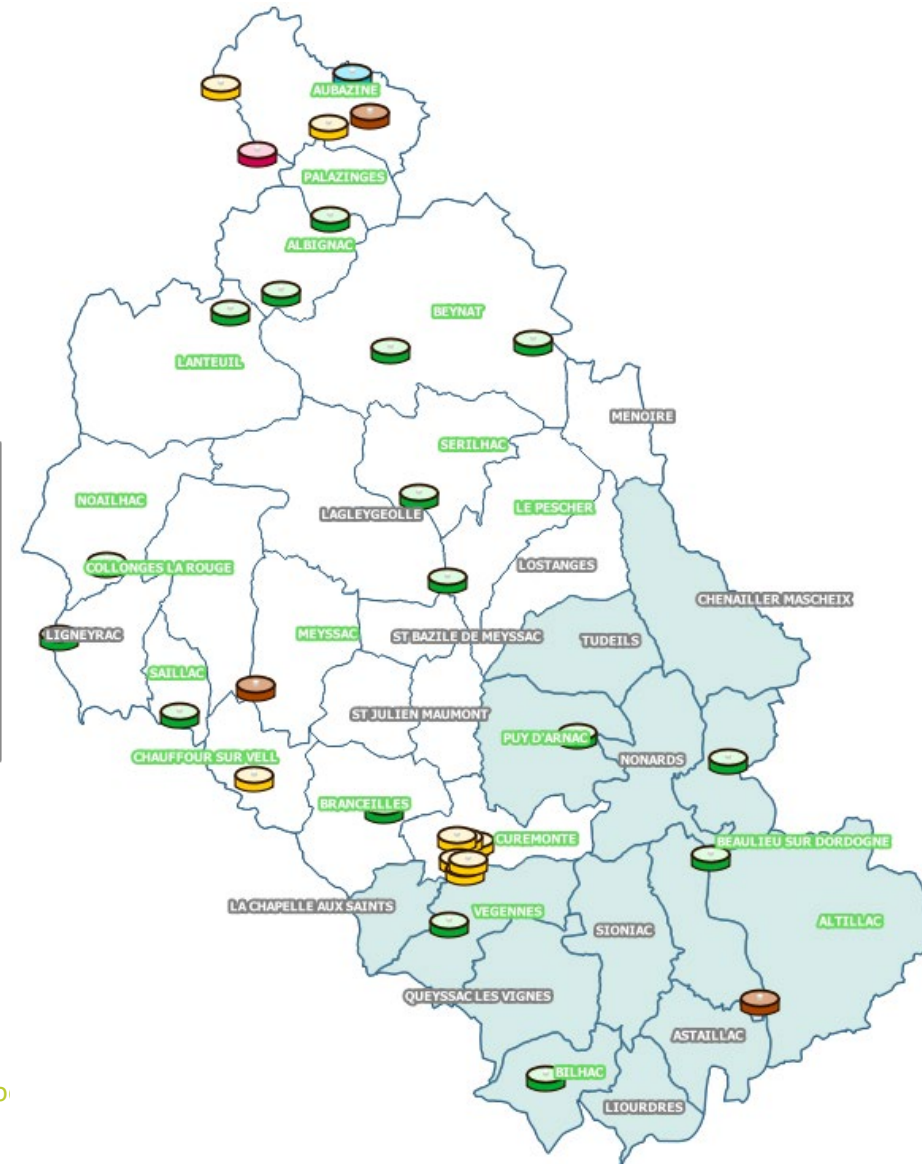 AUBAZINE
PALAZINGES
ALBIGNAC
BEYNAT
LANTEUIL
MENOIRE
SERILHAC
NOAILHAC
LE PESCHER
LAGLEYGEOLLE
LOSTANGES
COLLONGES LA ROUGE
CHENAILLER MASCHEIX
LIGNEYRAC
MEYSSAC
ST BAZILE DE MEYSSAC
TUDEILS
SAILLAC
ST JULIEN MAUMONT
PUY D'ARNAC
CHAUFFOUR SUR VELL
NONARDS
BRANCEILLES
CUREMONTE
BEAULIEU SUR DORDOGNE
LA CHAPELLE AUX SAINTS
VEGENNES
ALTILLAC
SIONIAC
QUEYSSAC LES VIGNES
ASTAILLAC
BILHAC
LIOURDRES